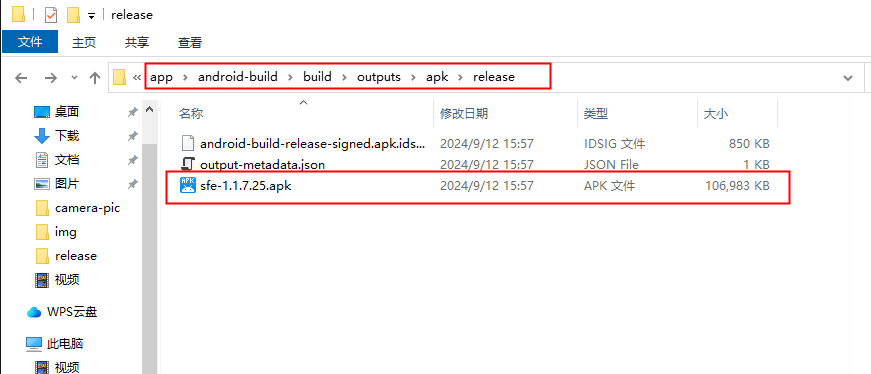 release
文件 主页 共享 查看
« app > android-build > build > outputs > apk > release
名称 修改日期 类型 大小
桌面
下载
文档
图片
camera-pic
img
release
视频
WPS云盘
此电脑
视频
android-build-release-signed.apk.ids... 2024/9/12 15:57 IDSIG 文件 850 KB
output-metadata.json 2024/9/12 15:57 JSON File 1 KB
APK sfe-1.1.7.25.apk 2024/9/12 15:57 APK 文件 106,983 KB